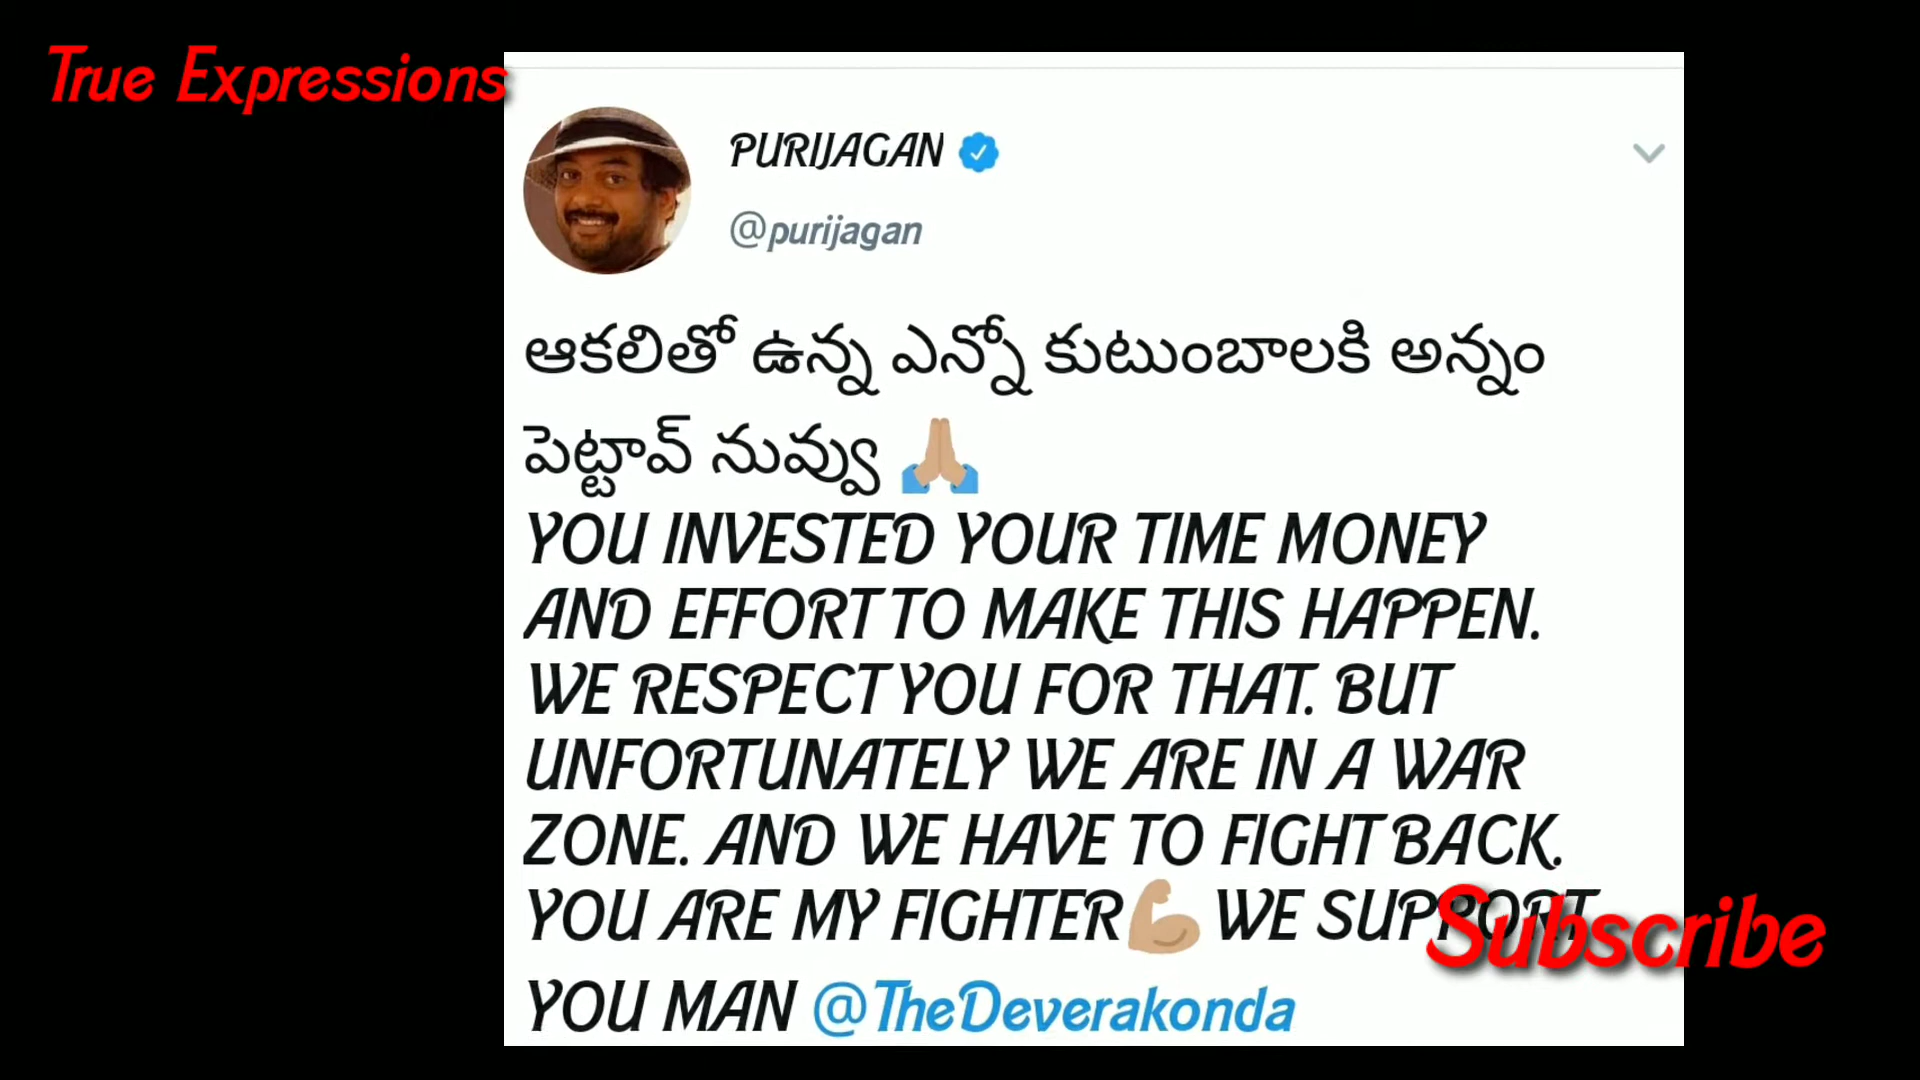 True Expressions
PURIJAGAN
@purijagan
ఆకలితో ఉన్న ఎన్నో కుటుంబాలకి అన్నం
పెట్టావ్ నువ్వు 🙏🏼
YOU INVESTED YOUR TIME MONEY
AND EFFORT TO MAKE THIS HAPPEN.
WE RESPECT YOU FOR THAT. BUT
UNFORTUNATELY WE ARE IN A WAR
ZONE. AND WE HAVE TO FIGHT BACK.
YOU ARE MY FIGHTER💪🏼 WE SUPPORT
YOU MAN @TheDeverakonda
Subscribe